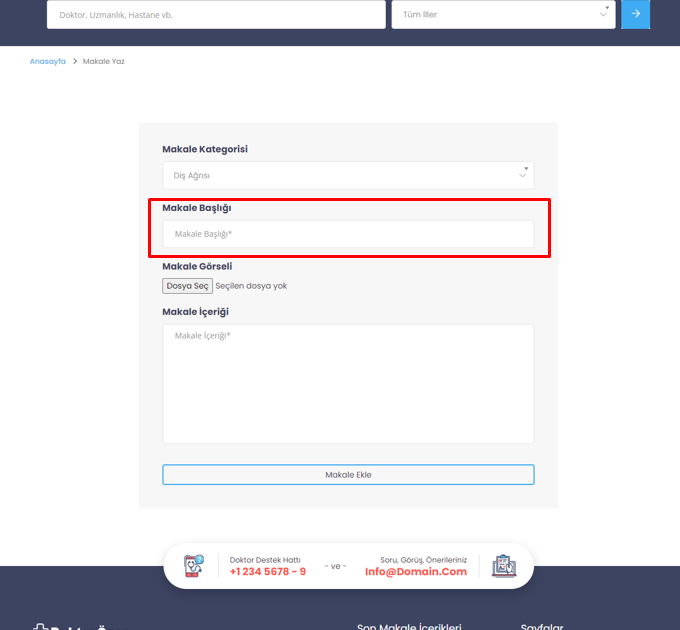 Doktor, Uzmanlık, Hastane vb.
Tüm İller
Anasayfa > Makale Yaz
Makale Kategorisi
Diş Ağrısı
Makale Başlığı
Makale Başlığı*
Makale Görseli
Dosya Seç Seçilen dosya yok
Makale İçeriği
Makale İçeriği*
Makale Ekle
Doktor Destek Hattı
+1 234 5678 - 9
- ve -
Soru, Görüş, Önerileriniz
Info@Domain.Com
Son Makale İçerikleri
Sayfalar